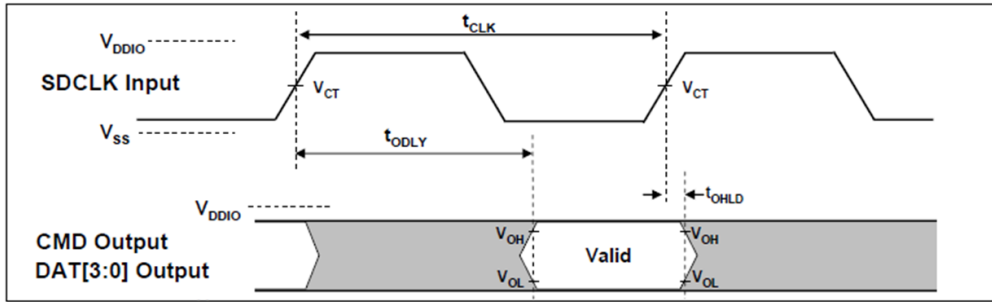 tCLK
VDDIO
SDCLK Input
VCT
VCT
VSS
tODLY
VDDIO
tOHLD
CMD Output
DAT[3:0] Output
VOH
Valid
VOH
VOL
VOL